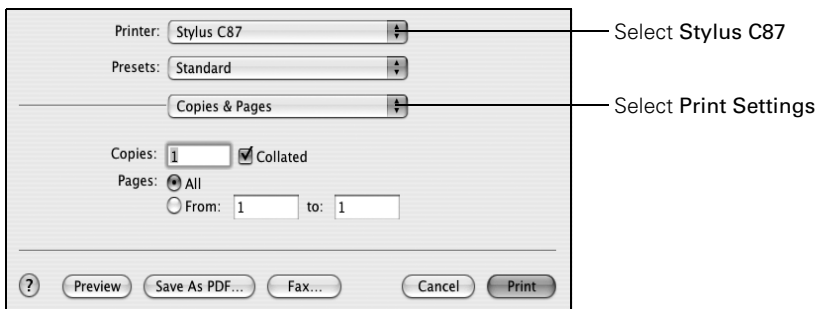 Printer: Stylus C87 Select Stylus C87
Presets: Standard
Copies & Pages Select Print Settings
Copies: 1 Collated
Pages: All
From: 1 to: 1
? Preview Save As PDF... Fax... Cancel Print